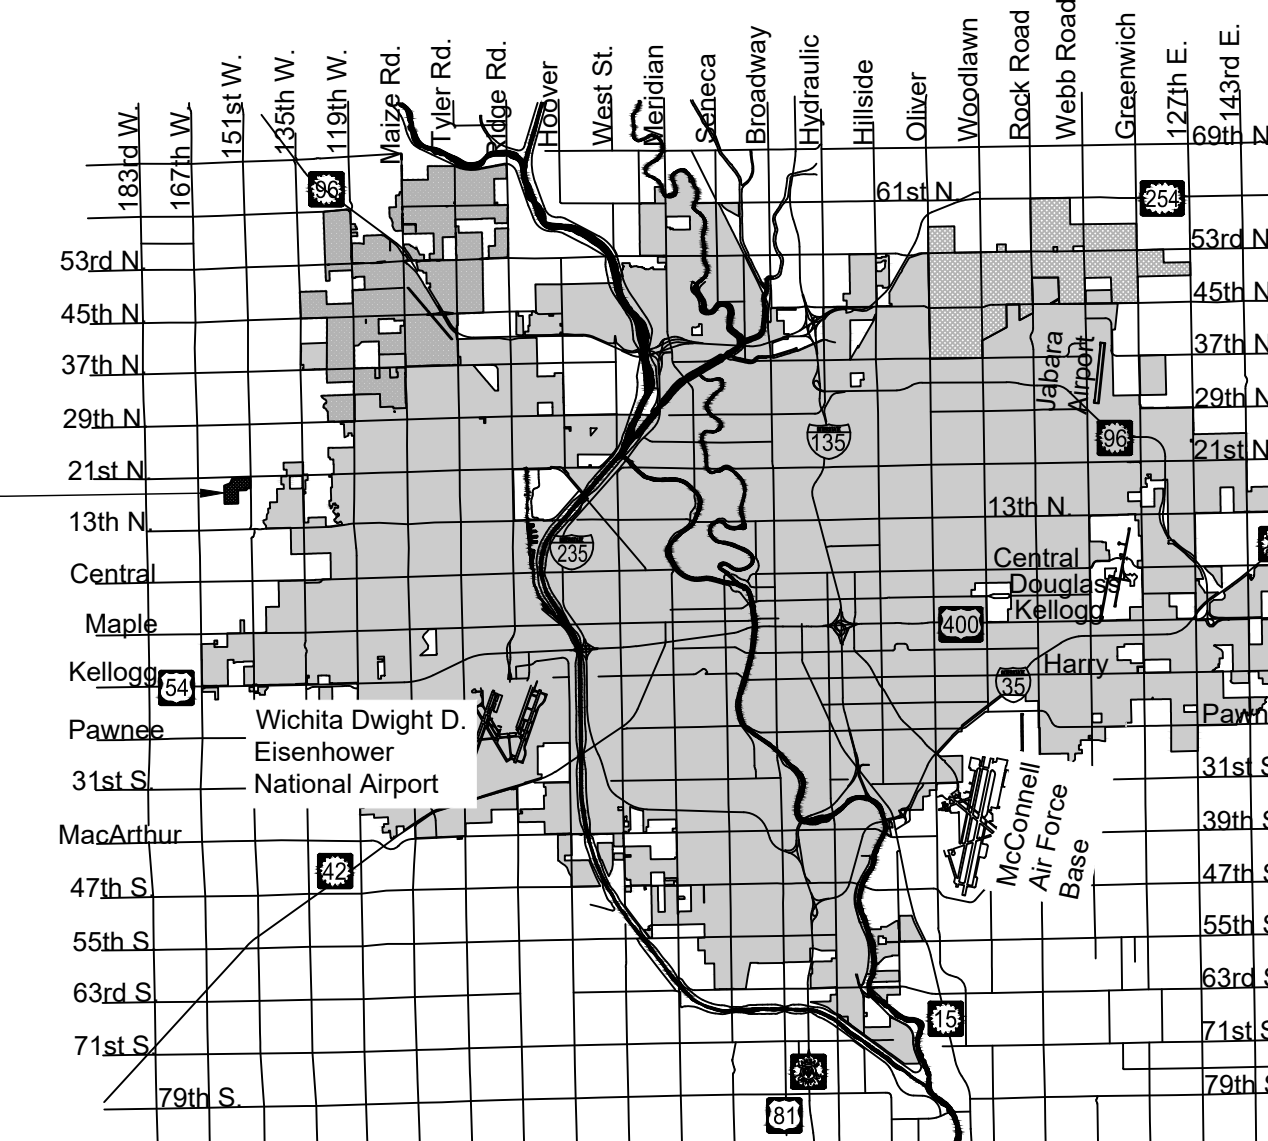 183rd W.
167th W.
151st W.
135th W.
119th W.
Maize Rd.
Tyler Rd.
Ridge Rd.
Hoover
West St.
Meridian
Seneca
Broadway
Hydraulic
Hillside
Oliver
Woodlawn
Rock Road
Webb Road
Greenwich
127th E.
143rd E.
69th N
96
61st N.
254
53rd N.
53rd N
45th N.
45th N
37th N.
37th N
Jabara
Airport
29th N.
29th N
135
96
21st N.
21st N
13th N.
13th N.
235
Central
Central
Douglass
Kellogg
Maple
400
Kellogg
54
Harry
35
Pawnee
Pawn
Wichita Dwight D.
Eisenhower
National Airport
31st S.
31st S
MacArthur
39th S
McConnell
Air Force
Base
42
47th S.
47th S
55th S.
55th S
63rd S.
63rd S
15
71st S.
71st S
79th S.
79th S
81